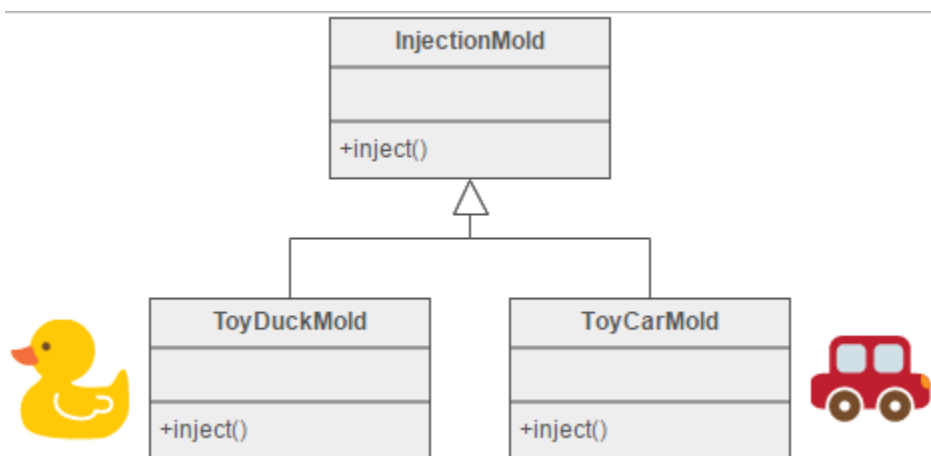 InjectionMold
+inject()
ToyDuckMold
ToyCarMold
+inject()
+inject()